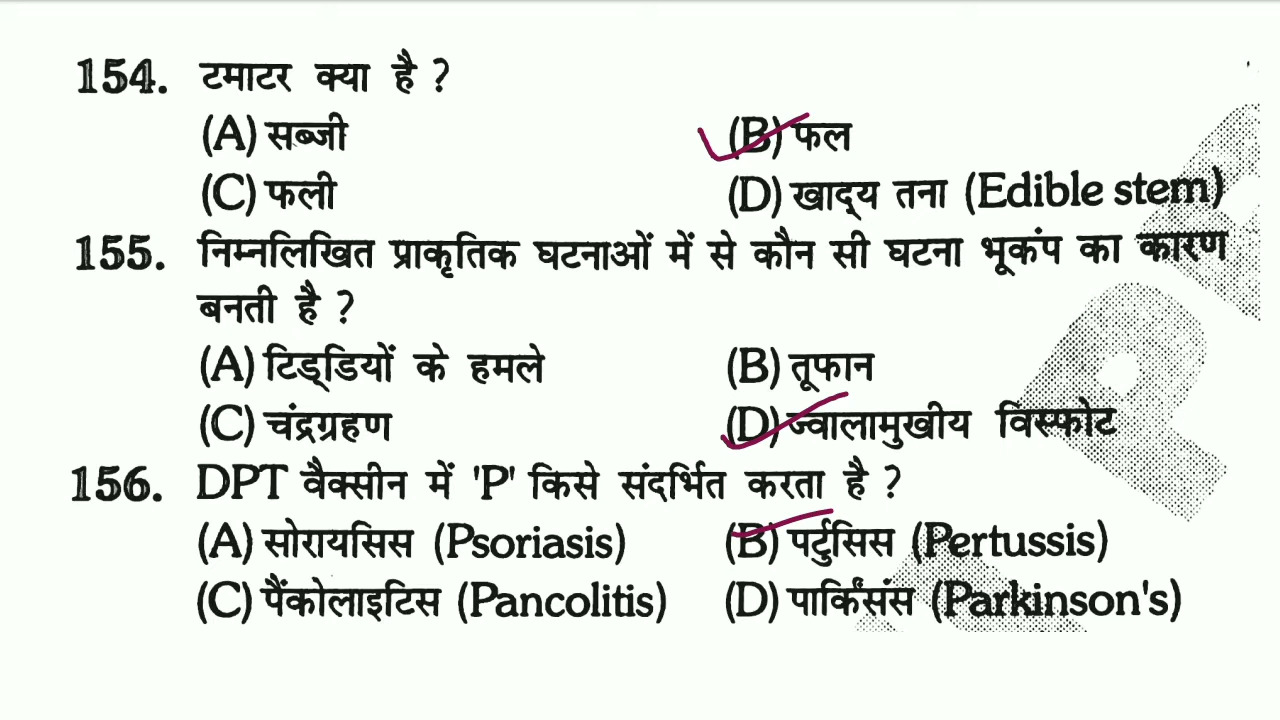 154. टमाटर क्या है ?
(A) सब्जी (B) फल
(C) फली (D) खाद्‌य तना (Edible stem)
155. निम्नलिखित प्राकृतिक घटनाओं में से कौन सी घटना भूकंप का कारण
बनती है ?
(A) टिड्‌डियों के हमले (B) तूफान
(C) चंद्रग्रहण (D) ज्वालामुखीय विस्फोट
156. DPT वैक्सीन में 'P' किसे संदर्भित करता है ?
(A) सोरायसिस (Psoriasis) (B) पर्टुसिस (Pertussis)
(C) पैंकोलाइटिस (Pancolitis) (D) पार्किंसंस (Parkinson's)